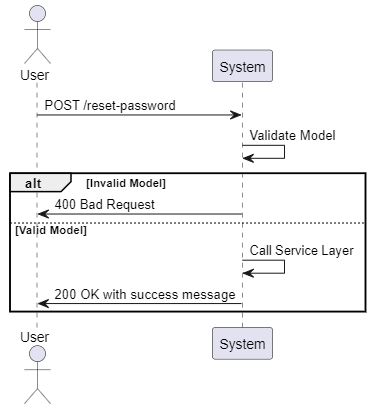 User
System
POST /reset-password
Validate Model
alt [Invalid Model]
400 Bad Request
[Valid Model]
Call Service Layer
200 OK with success message
User
System